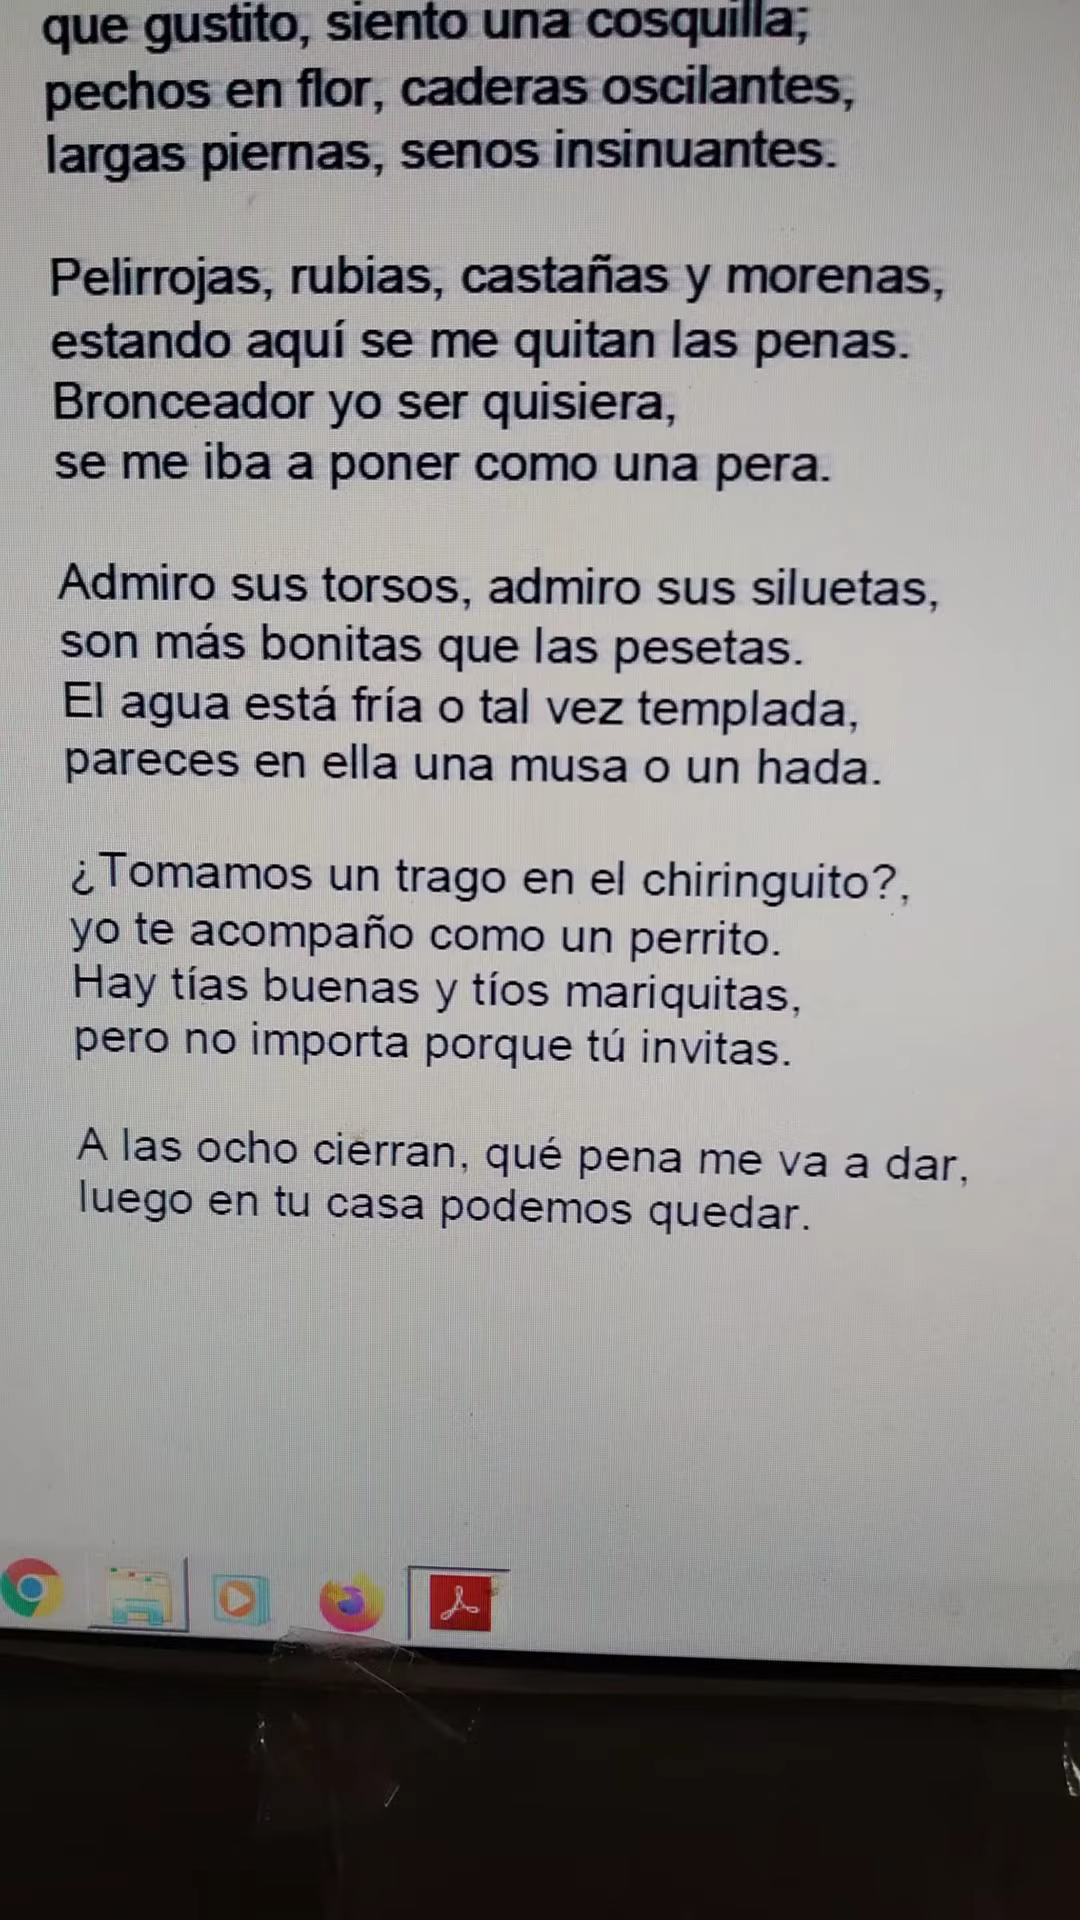 que gustito, siento una cosquilla;
pechos en flor, caderas oscilantes,
largas piernas, senos insinuantes.
Pelirrojas, rubias, castañas y morenas,
estando aquí se me quitan las penas.
Bronceador yo ser quisiera,
se me iba a poner como una pera.
Admiro sus torsos, admiro sus siluetas,
son más bonitas que las pesetas.
El agua está fría o tal vez templada,
pareces en ella una musa o un hada.
¿Tomamos un trago en el chiringuito?,
yo te acompaño como un perrito.
Hay tías buenas y tíos mariquitas,
pero no importa porque tú invitas.
A las ocho cierran, qué pena me va a dar,
luego en tu casa podemos quedar.